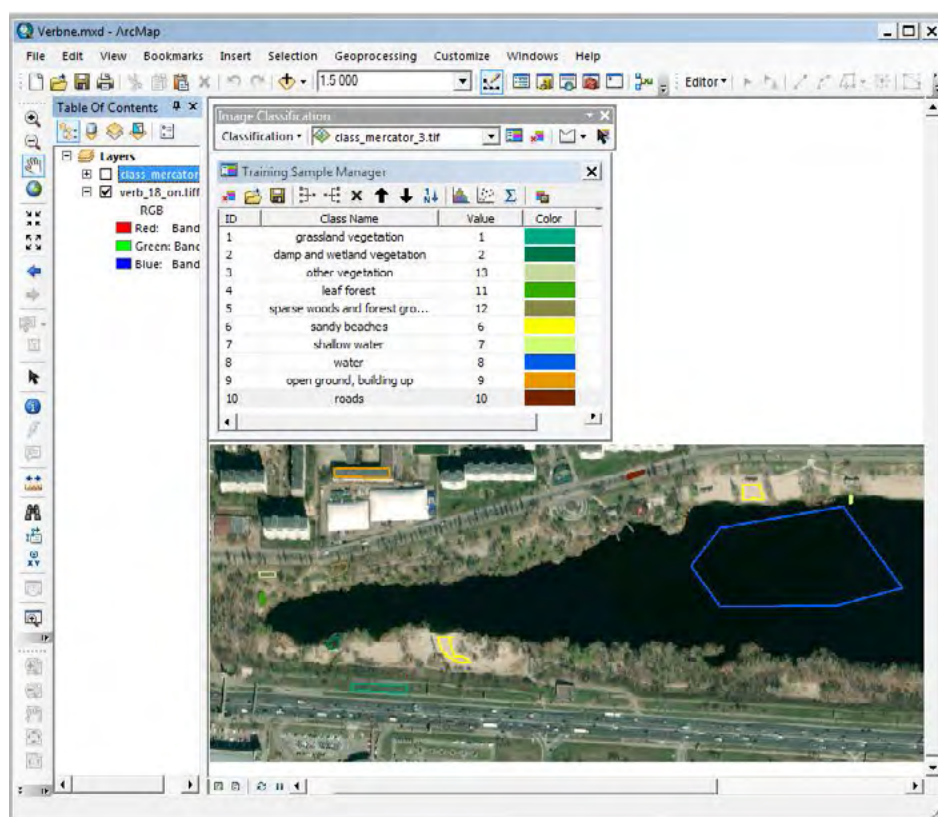 Verbne.mxd - ArcMap
File Edit View Bookmarks Insert Selection Geoprocessing Customize Windows Help
1:5 000 Editor
Table Of Contents
Layers
class_mercator
verb_18_on.tiff
RGB
Red: Band
Green: Band
Blue: Band
Image Classification
Classification class_mercator_3.tif
Training Sample Manager
ID Class Name Value Color
1 grassland vegetation 1
2 damp and wetland vegetation 2
3 other vegetation 13
4 leaf forest 11
5 sparse woods and forest gro... 12
6 sandy beaches 6
7 shallow water 7
8 water 8
9 open ground, building up 9
10 roads 10